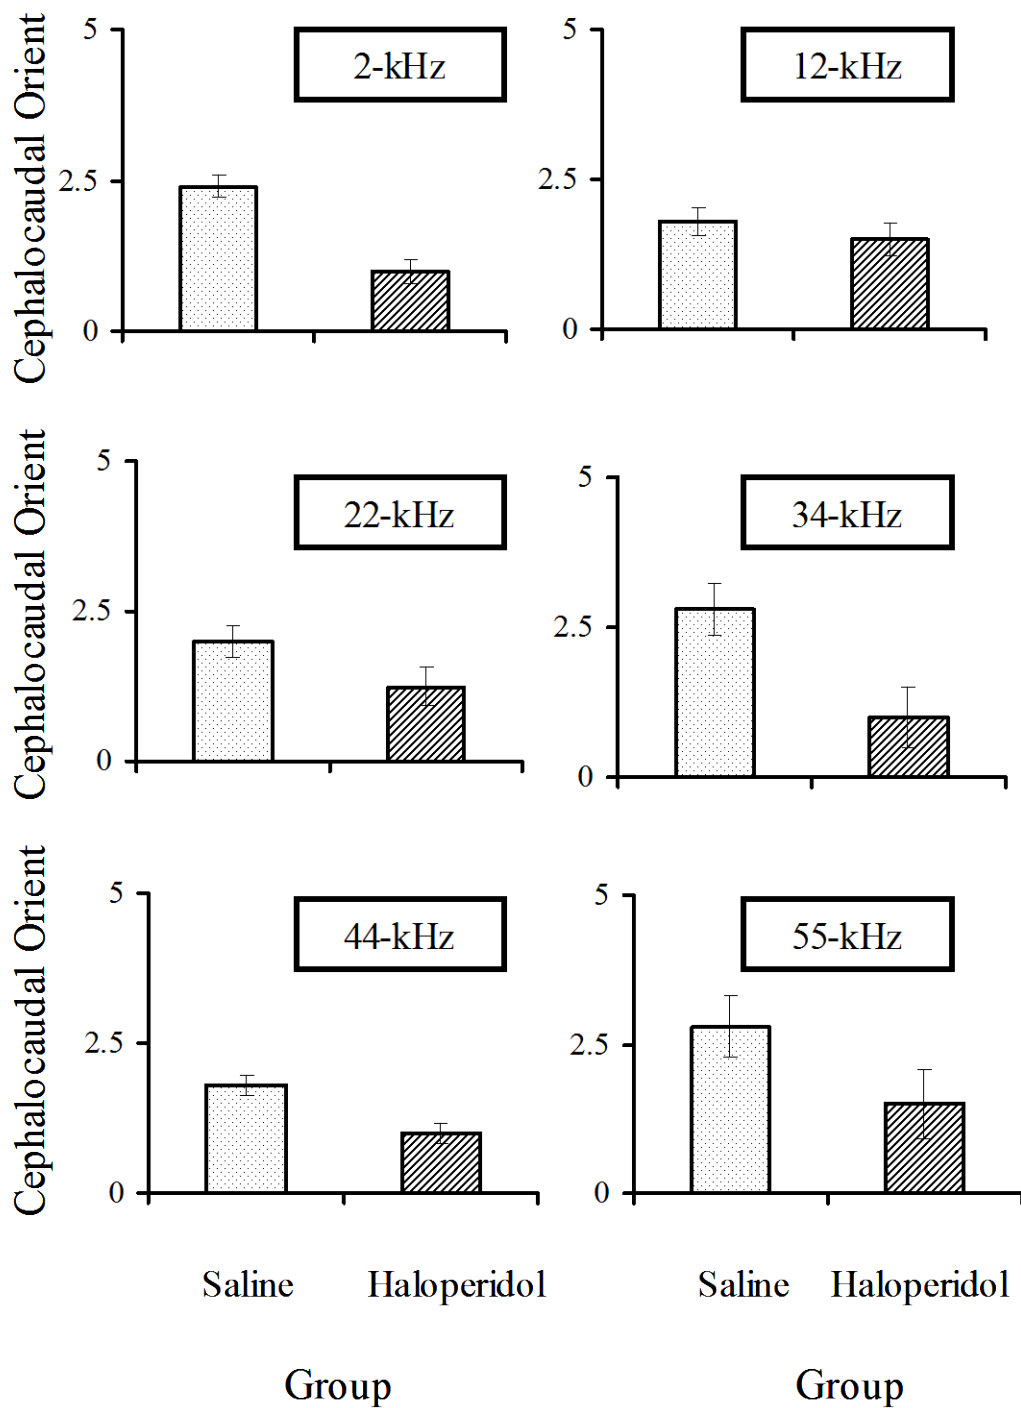 Cephalocaudal Orient
5
2.5
0
2-kHz
5
2.5
0
12-kHz
Cephalocaudal Orient
5
2.5
0
22-kHz
5
2.5
0
34-kHz
Cephalocaudal Orient
5
2.5
0
44-kHz
5
2.5
0
55-kHz
Saline Haloperidol
Saline Haloperidol
Group
Group